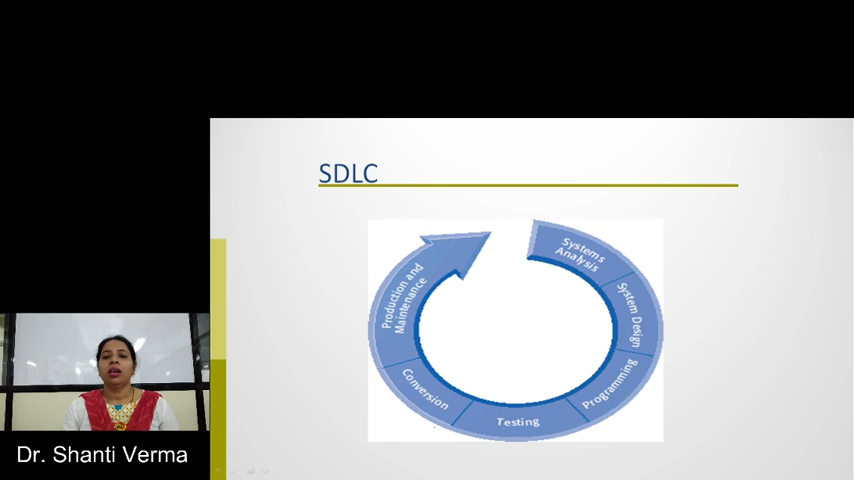 SDLC
Systems
Analysis
System Design
Programming
Testing
Conversion
Production and
Maintenance
Dr. Shanti Verma